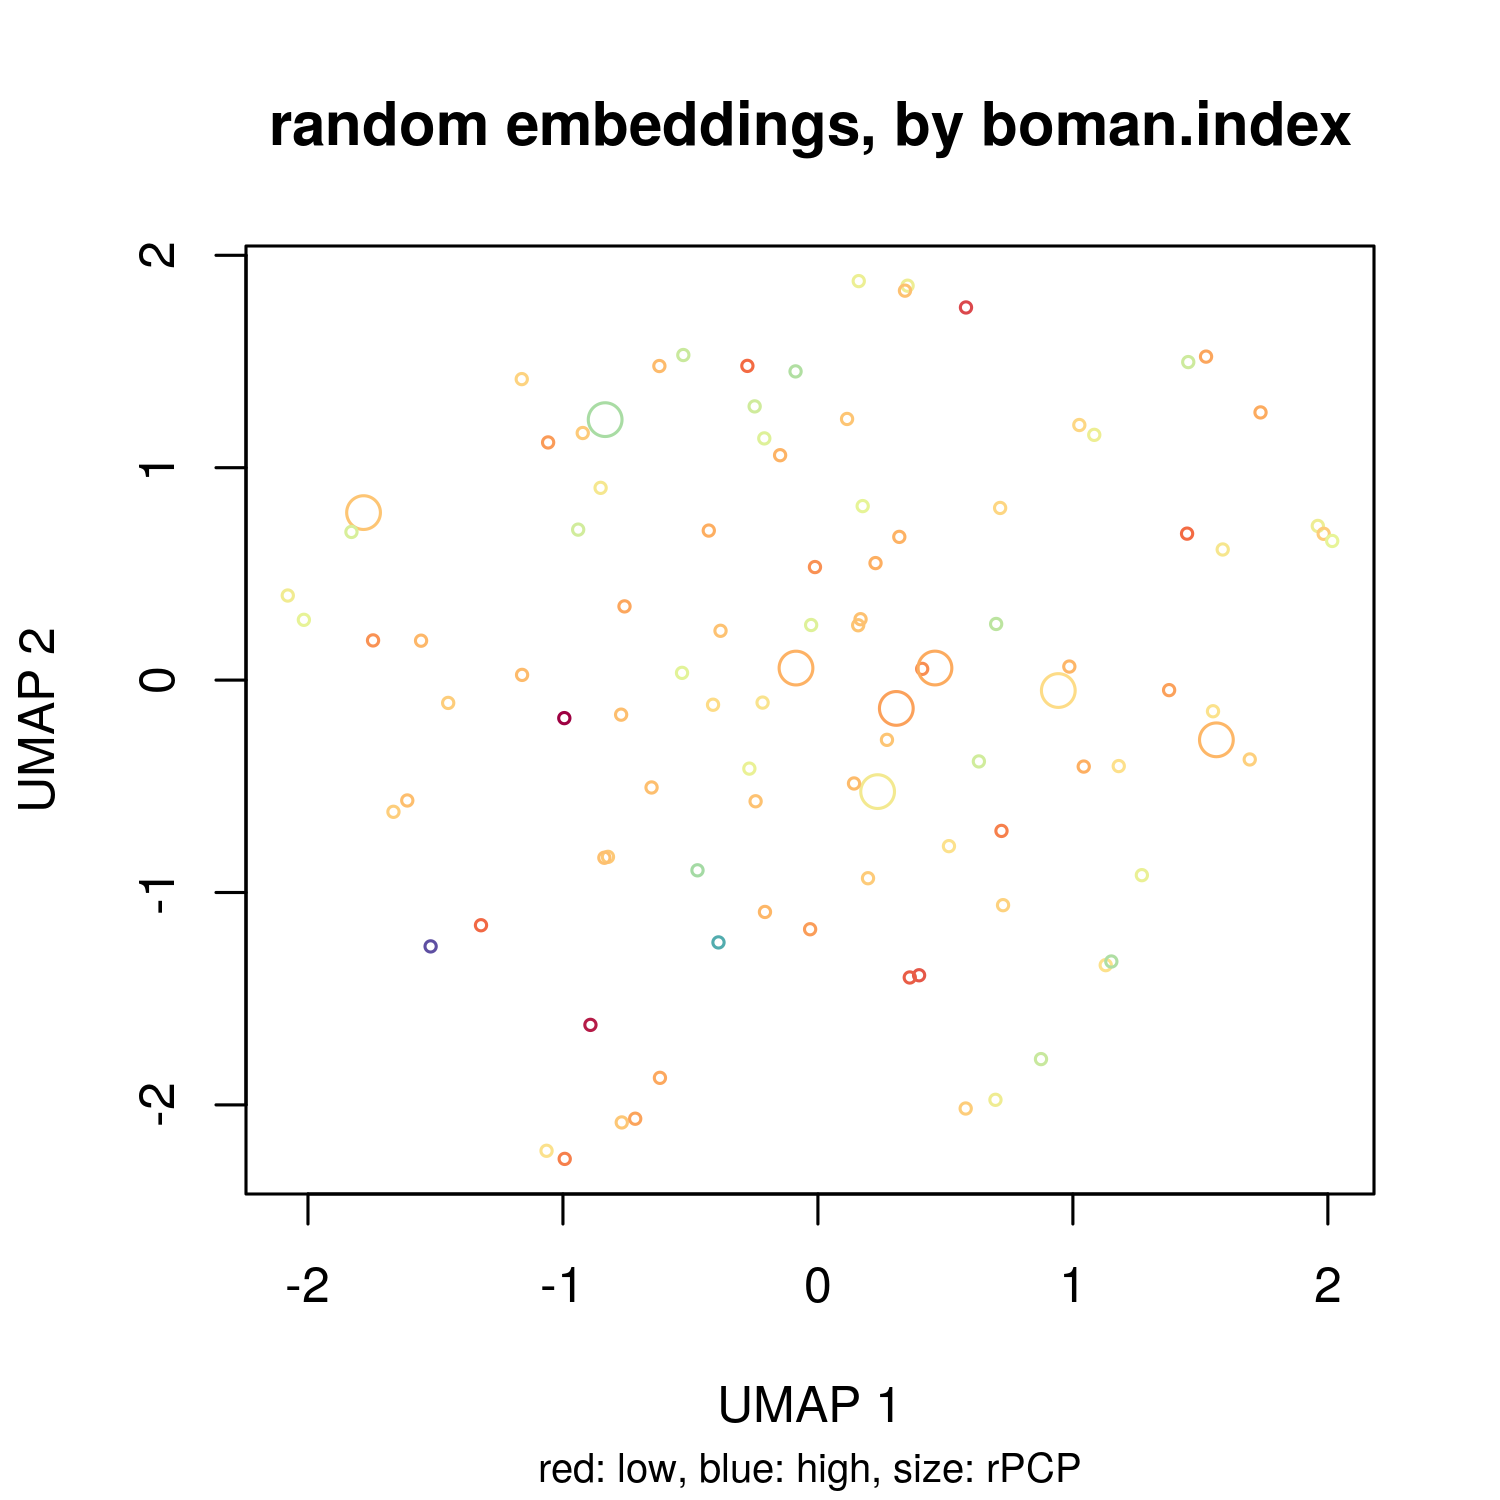 random embeddings, by boman.index
2
1
0
-1
-2
UMAP 2
-2 -1 0 1 2
UMAP 1
red: low, blue: high, size: rPCP